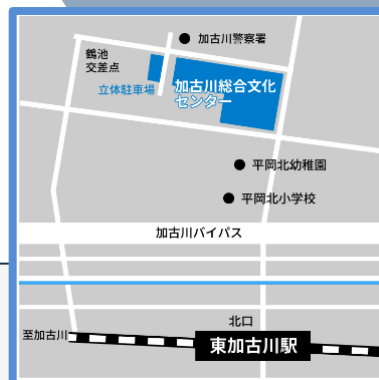 加古川警察署
鶴池
交差点
立体駐車場
加古川総合文化
センター
平岡北幼稚園
平岡北小学校
加古川バイパス
北口
至加古川
東加古川駅